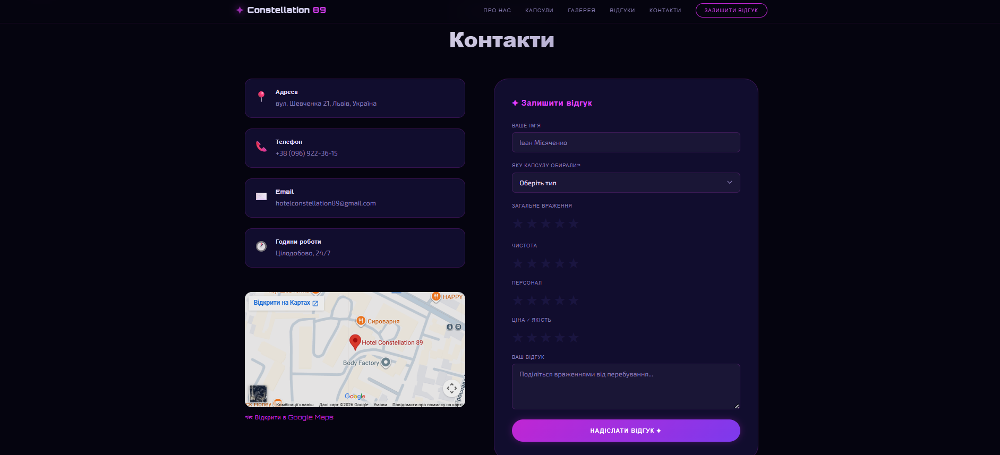 ✦ Constellation 89
ПРО НАС
КАПСУЛИ
ГАЛЕРЕЯ
ВІДГУКИ
КОНТАКТИ
ЗАЛИШИТИ ВІДГУК
Контакти
Адреса
вул. Шевченка 21, Львів, Україна
Телефон
+38 (096) 922-36-15
Email
hotelconstellation89@gmail.com
Години роботи
Цілодобово, 24/7
Відкрити на Картах
HAPPY
Сироварня
Hotel Constellation 89
Body Factory
Honey
Google
Комбінації клавіш
Дані карт ©2026 Google
Умови
Повідомити про помилку на карті
Відкрити в Google Maps
✦ Залишити відгук
ВАШЕ ІМ'Я
Іван Місяченко
ЯКУ КАПСУЛУ ОБИРАЛИ?
Оберіть тип
ЗАГАЛЬНЕ ВРАЖЕННЯ
★★★★★
ЧИСТОТА
★★★★★
ПЕРСОНАЛ
★★★★★
ЦІНА / ЯКІСТЬ
★★★★★
ВАШ ВІДГУК
Поділіться враженнями від перебування...
НАДІСЛАТИ ВІДГУК ✦